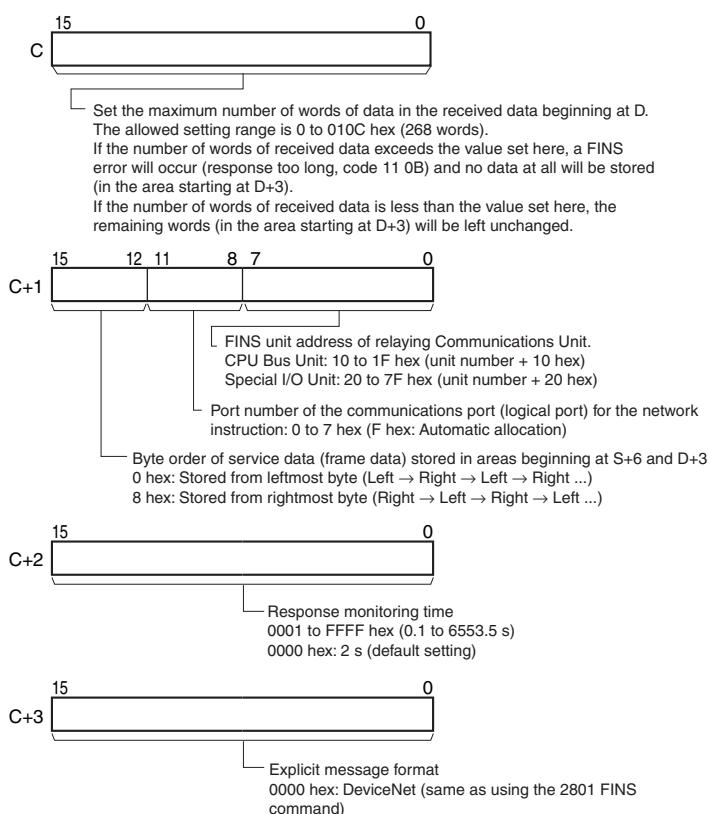 15 0
C
Set the maximum number of words of data in the received data beginning at D.
The allowed setting range is 0 to 010C hex (268 words).
If the number of words of received data exceeds the value set here, a FINS
error will occur (response too long, code 11 0B) and no data at all will be stored
(in the area starting at D+3).
If the number of words of received data is less than the value set here, the
remaining words (in the area starting at D+3) will be left unchanged.
15 12 11 8 7 0
C+1
FINS unit address of relaying Communications Unit.
CPU Bus Unit: 10 to 1F hex (unit number + 10 hex)
Special I/O Unit: 20 to 7F hex (unit number + 20 hex)
Port number of the communications port (logical port) for the network
instruction: 0 to 7 hex (F hex: Automatic allocation)
Byte order of service data (frame data) stored in areas beginning at S+6 and D+3
0 hex: Stored from leftmost byte (Left → Right → Left → Right ...)
8 hex: Stored from rightmost byte (Right → Left → Right → Left ...)
15 0
C+2
Response monitoring time
0001 to FFFF hex (0.1 to 6553.5 s)
0000 hex: 2 s (default setting)
15 0
C+3
Explicit message format
0000 hex: DeviceNet (same as using the 2801 FINS
command)